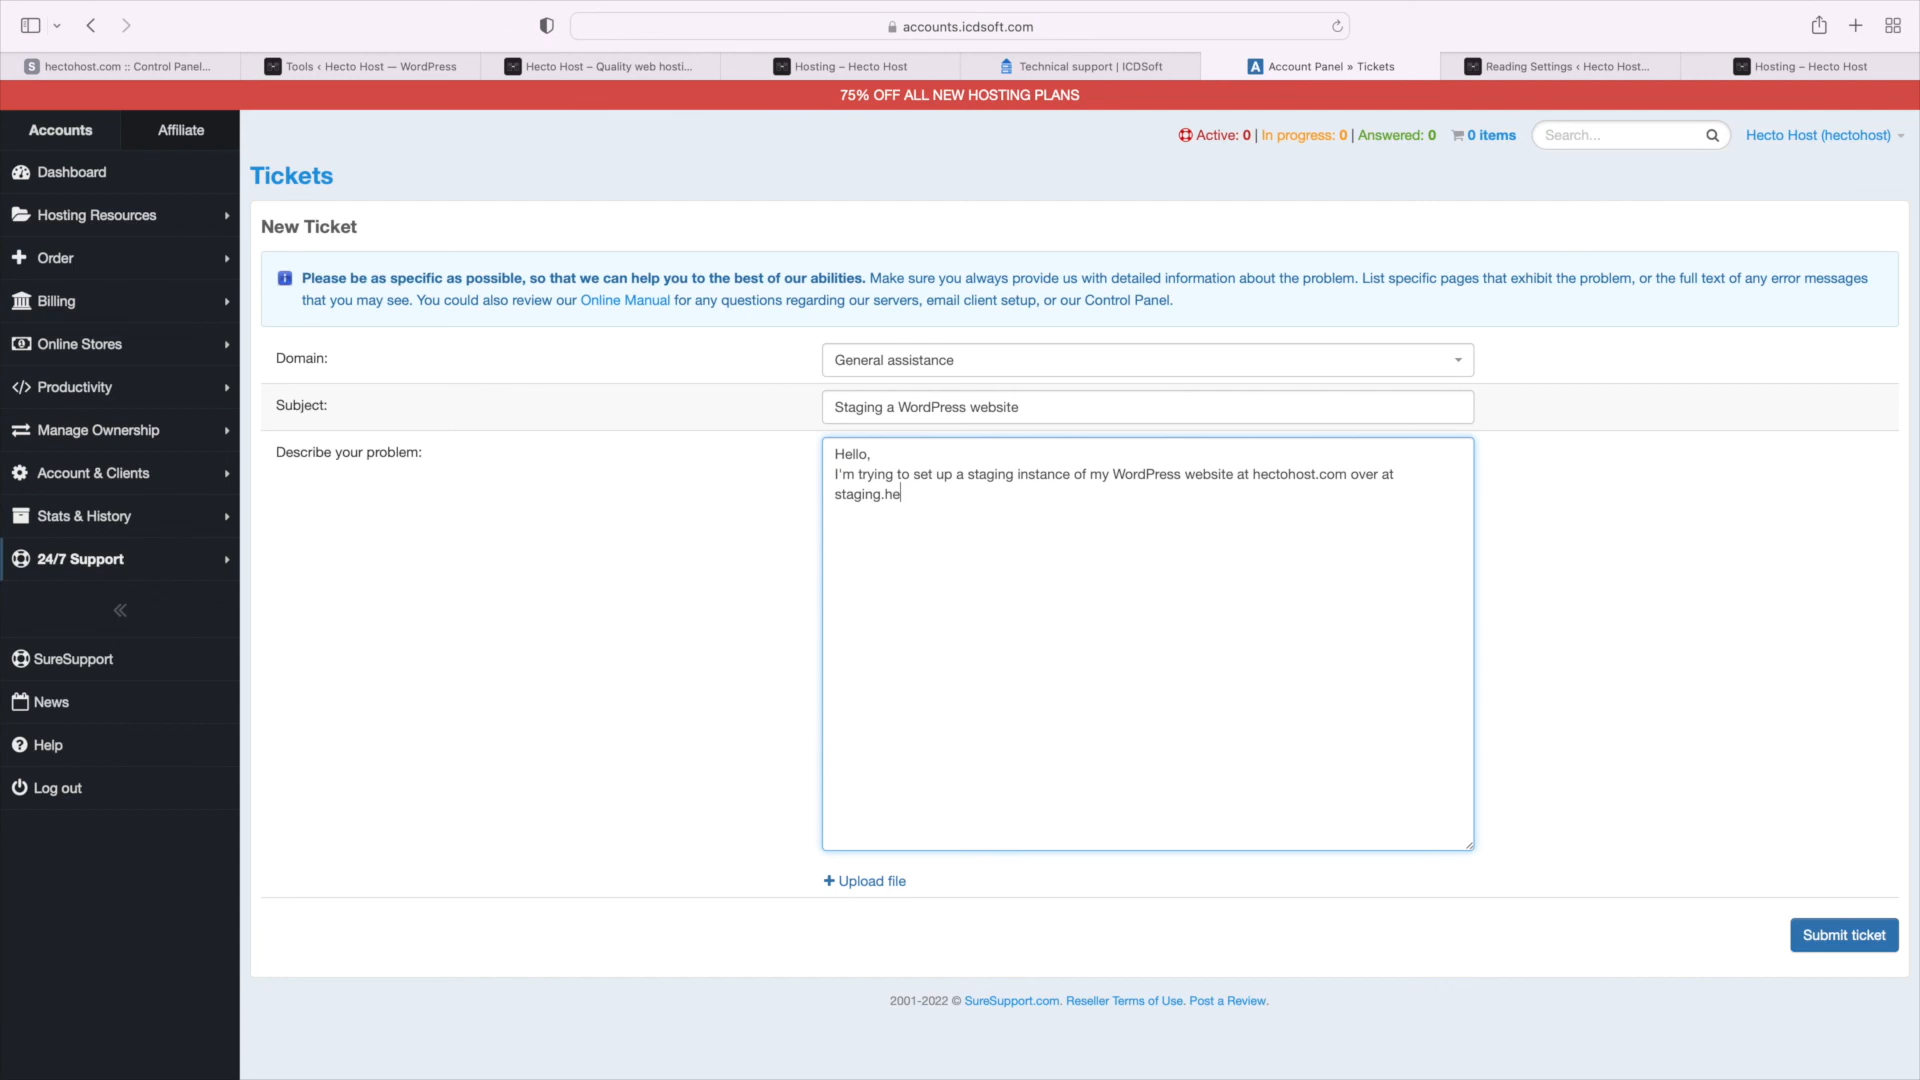 accounts.icdsoft.com
S hectohost.com :: Control Panel...
Tools ‹ Hecto Host — WordPress
Hecto Host – Quality web hosti...
Hosting – Hecto Host
Technical support | ICDSoft
A Account Panel » Tickets
Reading Settings ‹ Hecto Host...
Hosting – Hecto Host
75% OFF ALL NEW HOSTING PLANS
Accounts
Affiliate
Active: 0 | In progress: 0 | Answered: 0
0 items
Search...
Hecto Host (hectohost)
Dashboard
Hosting Resources
Order
Billing
Online Stores
Productivity
Manage Ownership
Account & Clients
Stats & History
24/7 Support
SureSupport
News
Help
Log out
Tickets
New Ticket
Please be as specific as possible, so that we can help you to the best of our abilities. Make sure you always provide us with detailed information about the problem. List specific pages that exhibit the problem, or the full text of any error messages
that you may see. You could also review our Online Manual for any questions regarding our servers, email client setup, or our Control Panel.
Domain:
General assistance
Subject:
Staging a WordPress website
Describe your problem:
Hello,
I'm trying to set up a staging instance of my WordPress website at hectohost.com over at
staging.he
Upload file
Submit ticket
2001-2022 © SureSupport.com. Reseller Terms of Use. Post a Review.